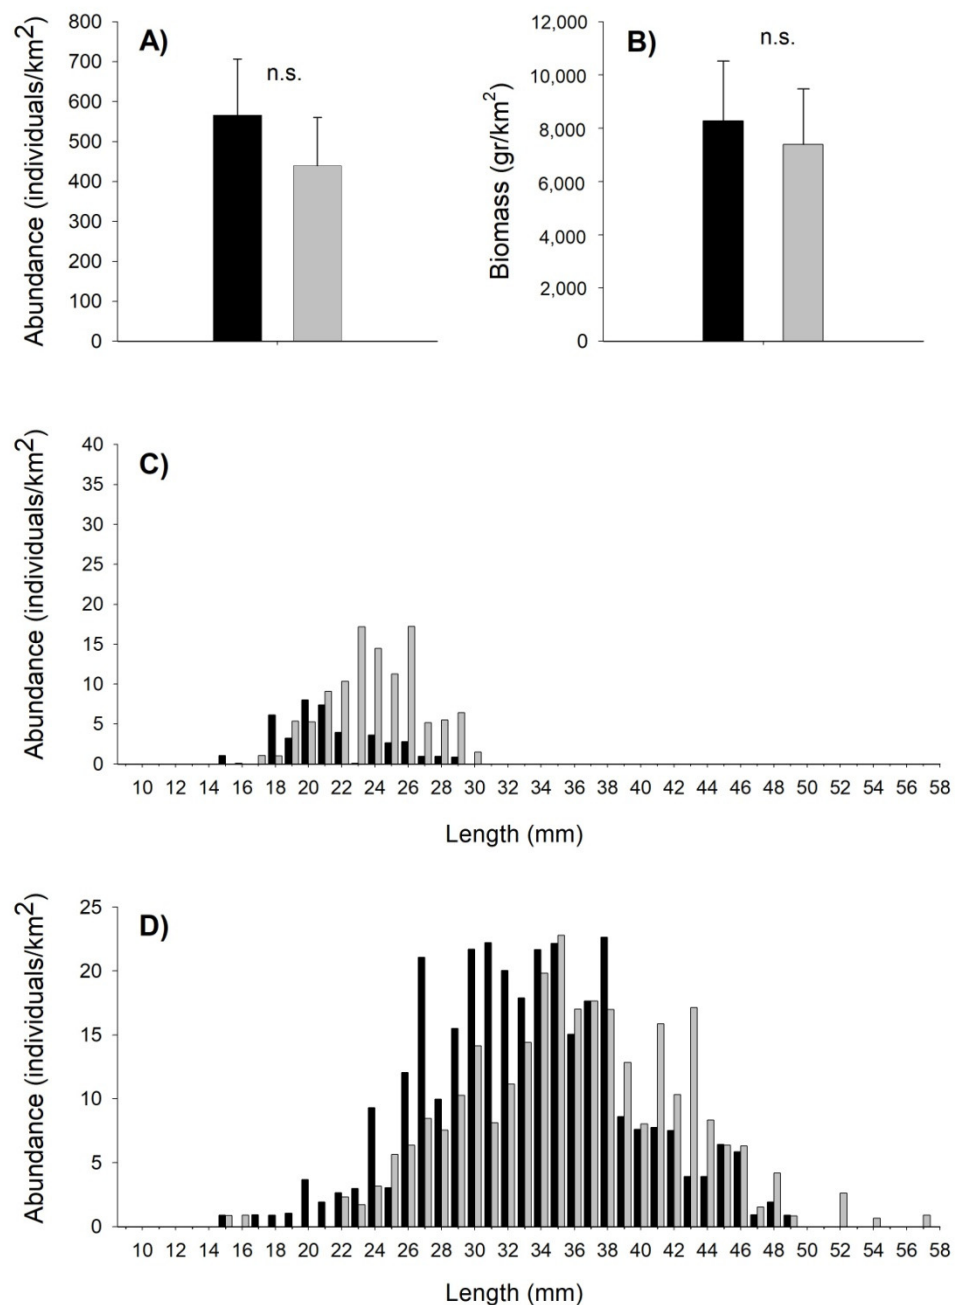 A)
n.s.
Abundance (individuals/km²)
800
700
600
500
400
300
200
100
0
B)
n.s.
Biomass (gr/km²)
12,000
10,000
8,000
6,000
4,000
2,000
0
C)
Abundance (individuals/km²)
40
35
30
25
20
15
10
5
0
10 12 14 16 18 20 22 24 26 28 30 32 34 36 38 40 42 44 46 48 50 52 54 56 58
Length (mm)
D)
Abundance (individuals/km²)
25
20
15
10
5
0
10 12 14 16 18 20 22 24 26 28 30 32 34 36 38 40 42 44 46 48 50 52 54 56 58
Length (mm)